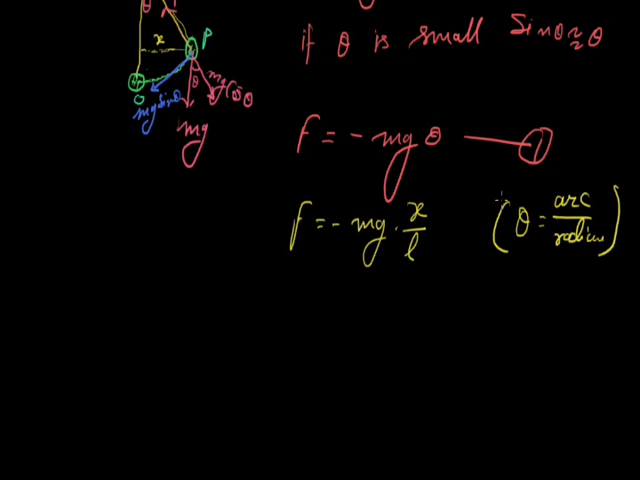 θ
x
P
O
θ
mg sinθ
mg cosθ
mg
if θ is small Sinθ ≈ θ
F = - mg θ —— ①
F = - mg . x/l (θ = arc/radius)